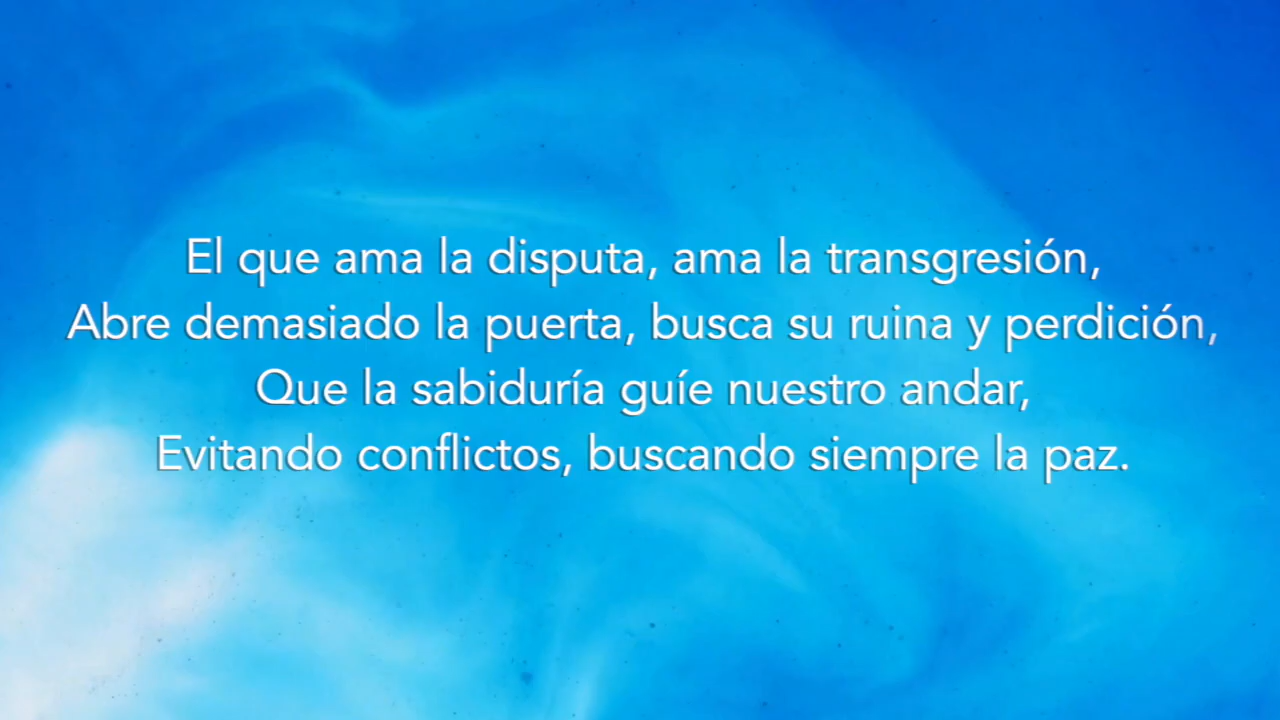 El que ama la disputa, ama la transgresión,
Abre demasiado la puerta, busca su ruina y perdición,
Que la sabiduría guíe nuestro andar,
Evitando conflictos, buscando siempre la paz.